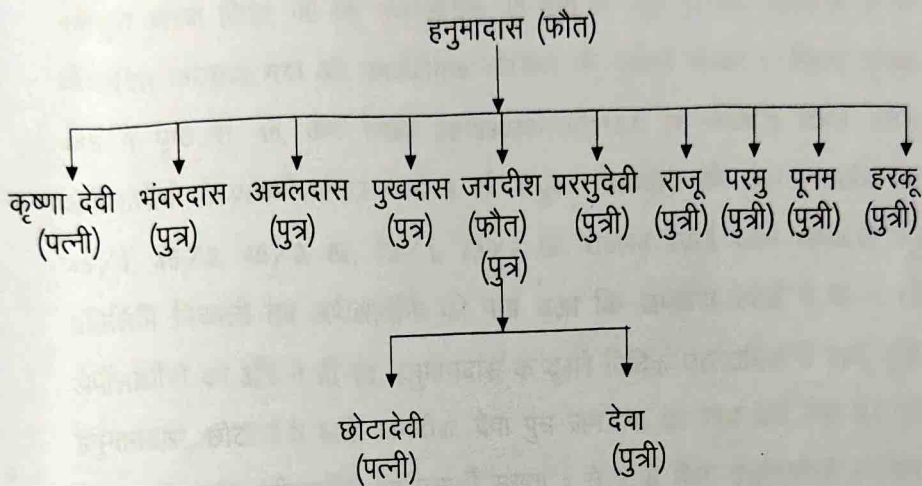 हनुमादास (फौत)
कृष्णा देवी भंवरदास अचलदास पुखदास जगदीश परसुदेवी राजू परमु पूनम हरकू
(पत्नी) (पुत्र) (पुत्र) (पुत्र) (फौत) (पुत्री) (पुत्री) (पुत्री) (पुत्री) (पुत्री)
(पुत्र)
छोटादेवी देवा
(पत्नी) (पुत्री)